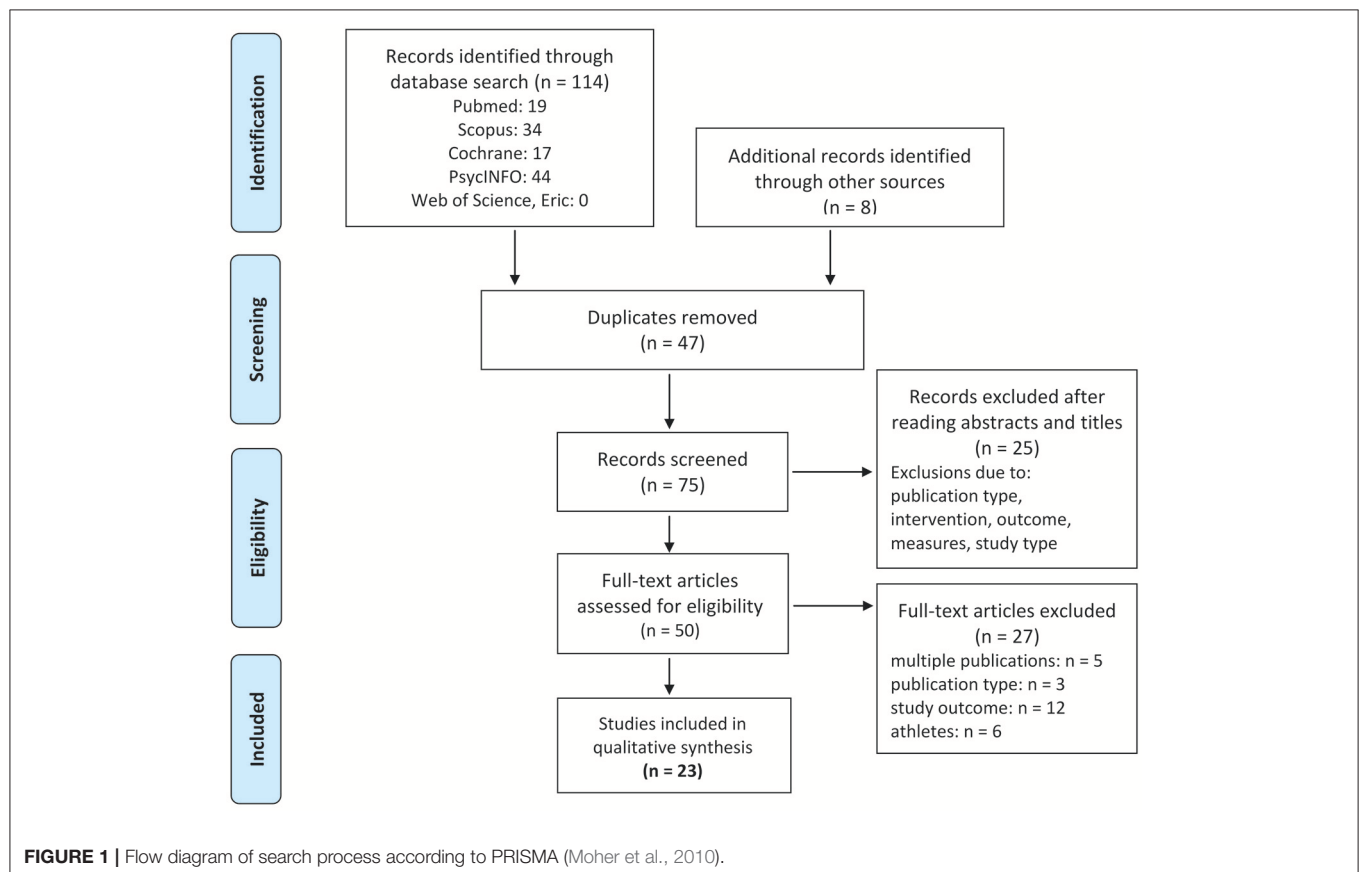 Identification
Records identified through
database search (n = 114)
Pubmed: 19
Scopus: 34
Cochrane: 17
PsycINFO: 44
Web of Science, Eric: 0
Additional records identified
through other sources
(n = 8)
Screening
Duplicates removed
(n = 47)
Records screened
(n = 75)
Records excluded after
reading abstracts and titles
(n = 25)
Exclusions due to:
publication type,
intervention, outcome,
measures, study type
Eligibility
Full-text articles
assessed for eligibility
(n = 50)
Full-text articles excluded
(n = 27)
multiple publications: n = 5
publication type: n = 3
study outcome: n = 12
athletes: n = 6
Included
Studies included in
qualitative synthesis
(n = 23)
FIGURE 1 | Flow diagram of search process according to PRISMA (Moher et al., 2010).